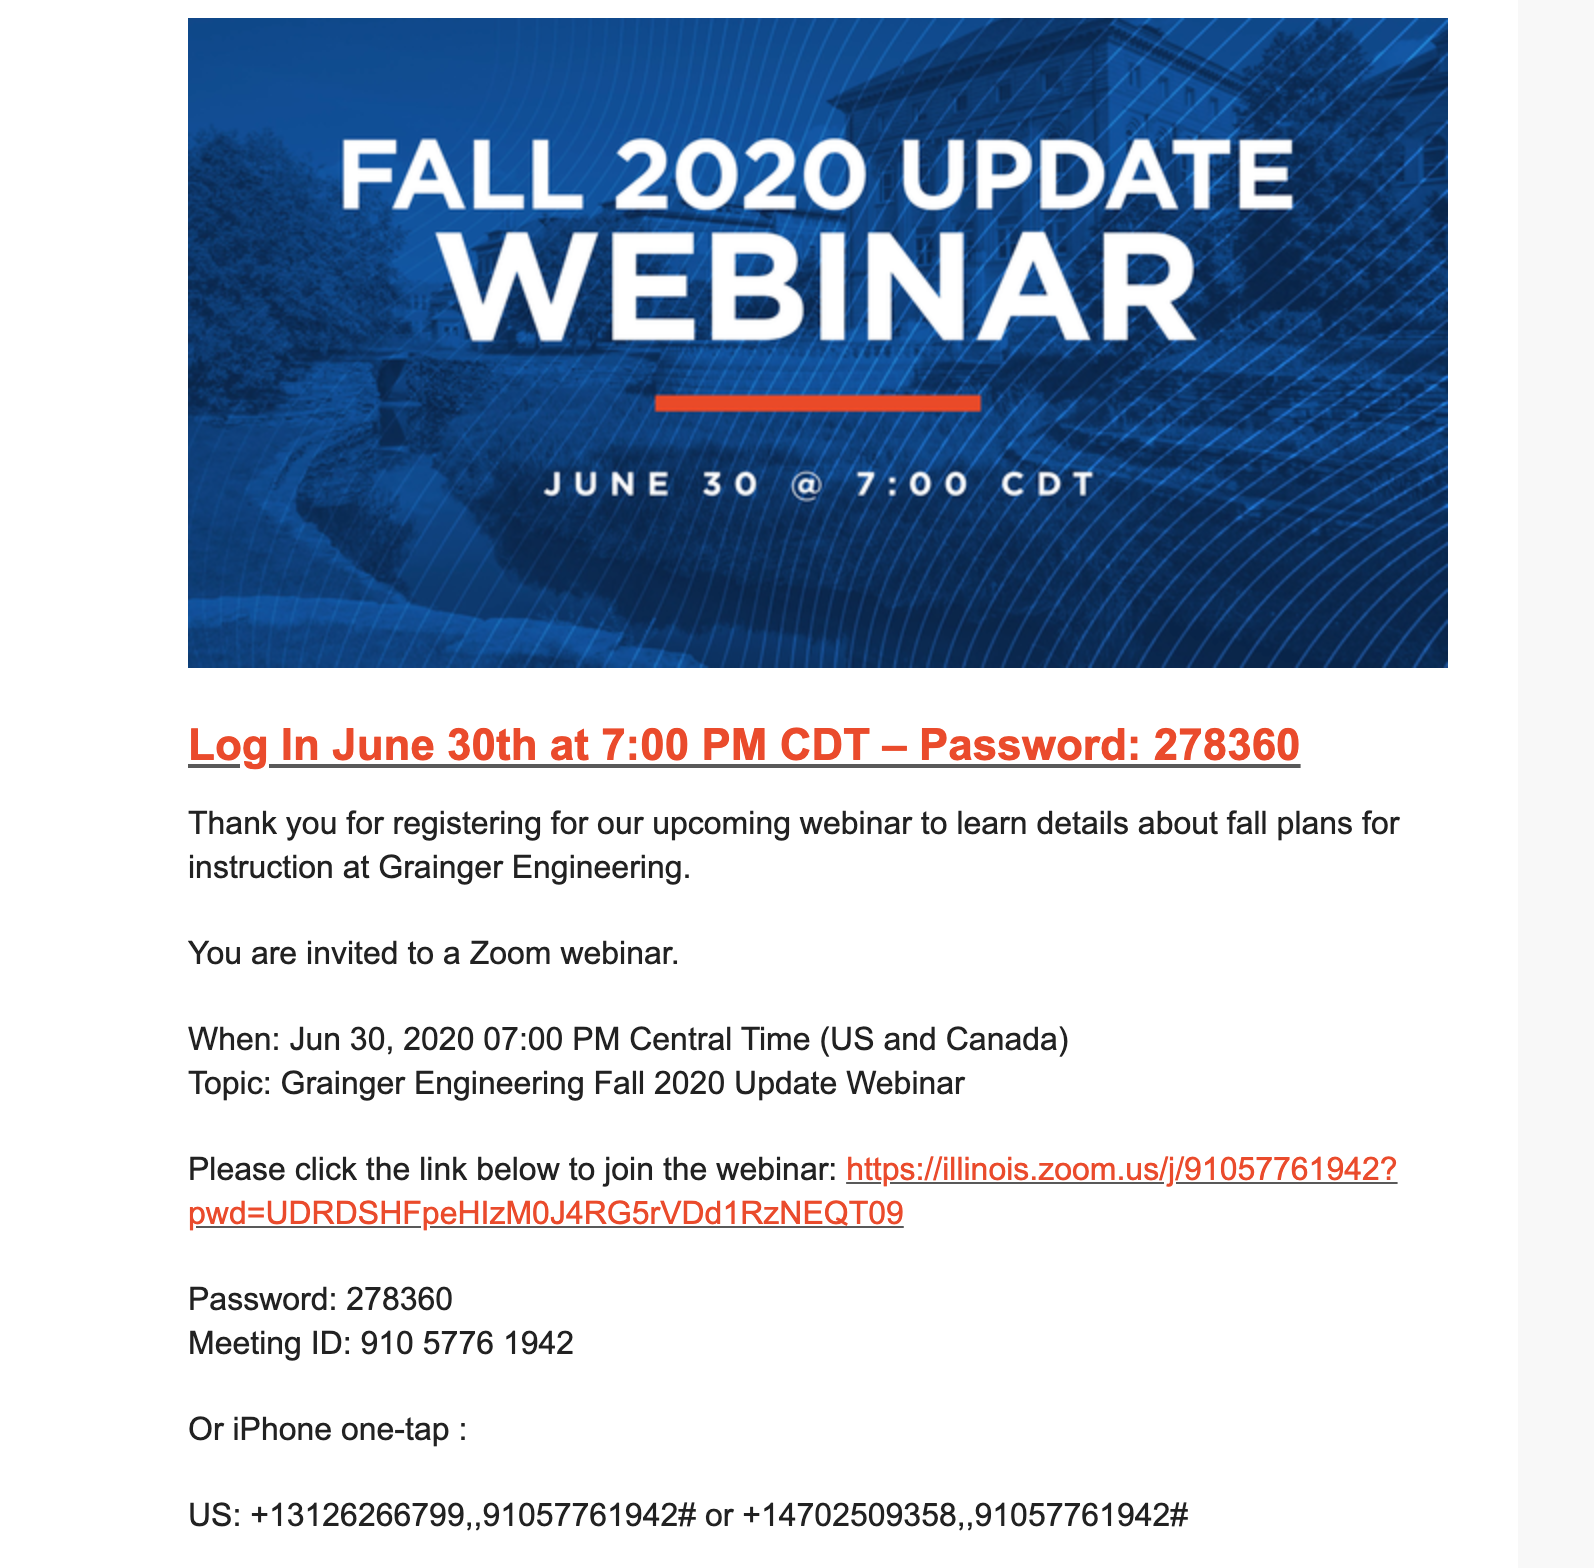 FALL 2020 UPDATE
WEBINAR
JUNE 30 @ 7:00 CDT
Log In June 30th at 7:00 PM CDT – Password: 278360
Thank you for registering for our upcoming webinar to learn details about fall plans for
instruction at Grainger Engineering.
You are invited to a Zoom webinar.
When: Jun 30, 2020 07:00 PM Central Time (US and Canada)
Topic: Grainger Engineering Fall 2020 Update Webinar
Please click the link below to join the webinar: https://illinois.zoom.us/j/91057761942?
pwd=UDRDSHFpeHIzM0J4RG5rVDd1RzNEQT09
Password: 278360
Meeting ID: 910 5776 1942
Or iPhone one-tap :
US: +13126266799,,91057761942# or +14702509358,,91057761942#